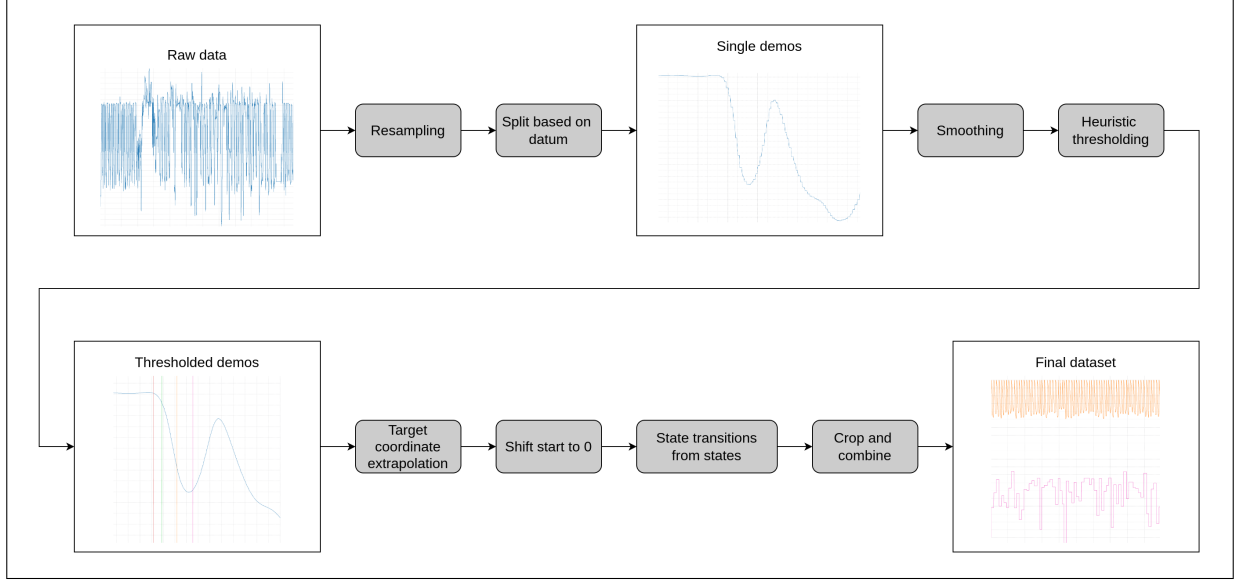 Raw data
Resampling
Split based on
datum
Single demos
Smoothing
Heuristic
thresholding
Thresholded demos
Target
coordinate
extrapolation
Shift start to 0
State transitions
from states
Crop and
combine
Final dataset